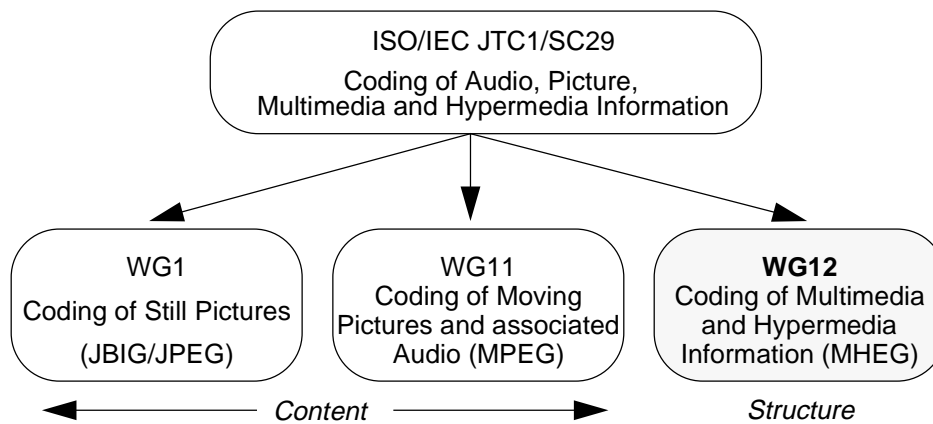 ISO/IEC JTC1/SC29
Coding of Audio, Picture,
Multimedia and Hypermedia Information
WG1
Coding of Still Pictures
(JBIG/JPEG)
WG11
Coding of Moving
Pictures and associated
Audio (MPEG)
WG12
Coding of Multimedia
and Hypermedia
Information (MHEG)
Content
Structure